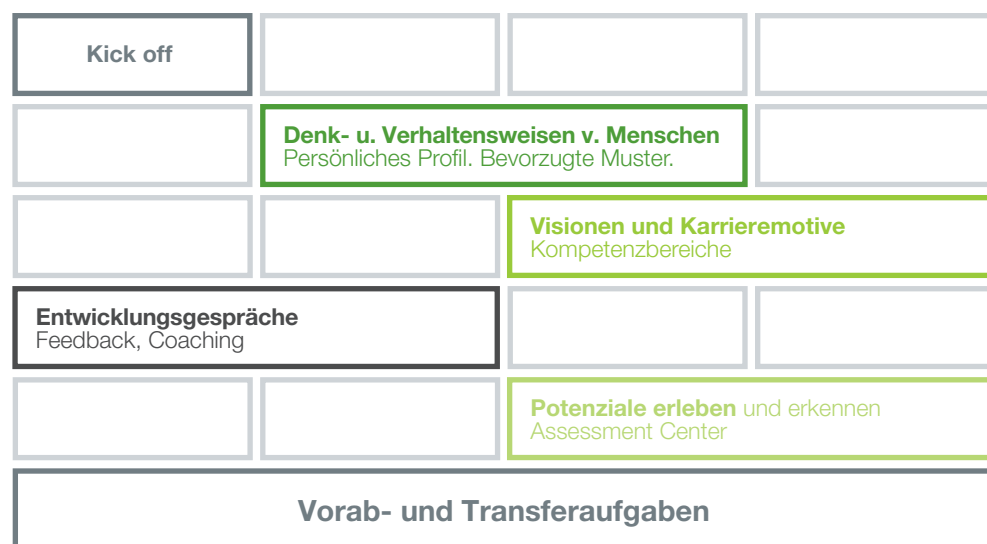 Kick off
Denk- u. Verhaltensweisen v. Menschen
Persönliches Profil. Bevorzugte Muster.
Visionen und Karrieremotive
Kompetenzbereiche
Entwicklungsgespräche
Feedback, Coaching
Potenziale erleben und erkennen
Assessment Center
Vorab- und Transferaufgaben